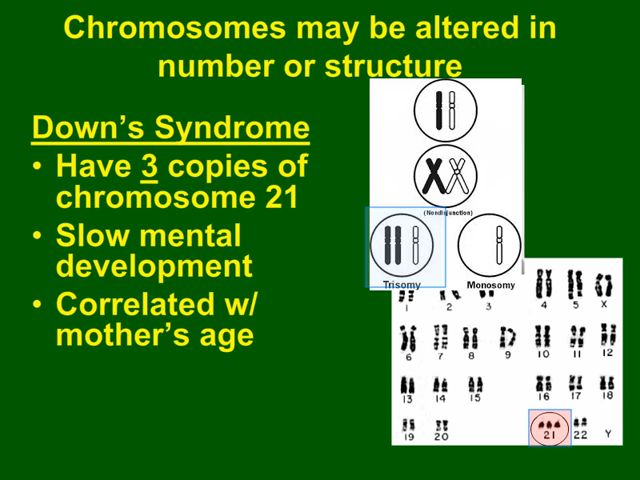 Chromosomes may be altered in
number or structure
Down's Syndrome
• Have 3 copies of
chromosome 21
• Slow mental
development
• Correlated w/
mother's age
(Nondisjunction)
Trisomy Monosomy
1 2 3 4 5 X
6 7 8 9 10 11 12
13 14 15 16 17 18
19 20 21 22 Y